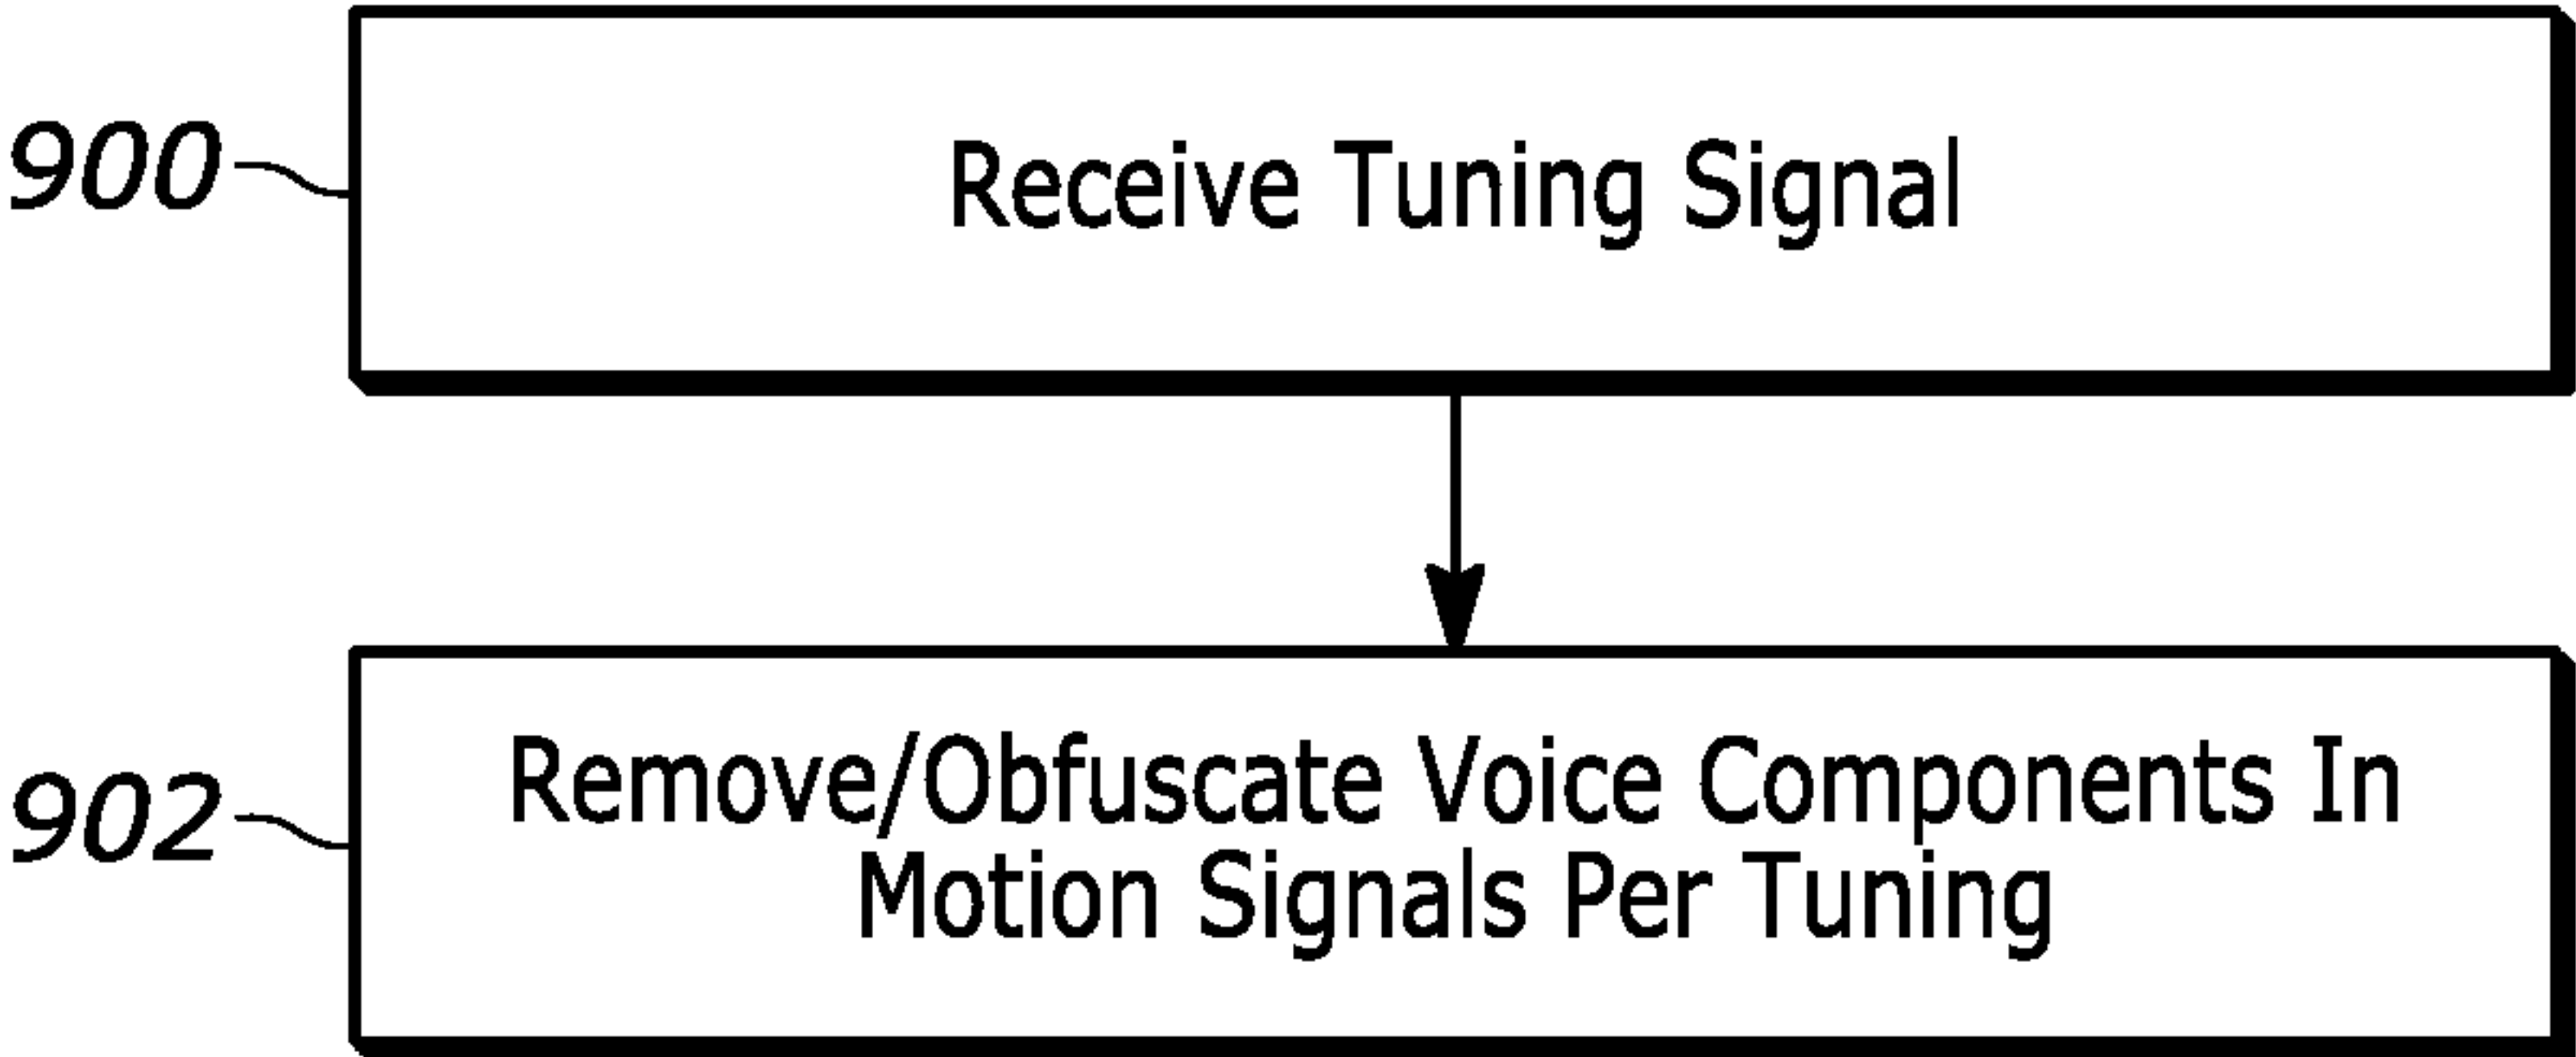 900
Receive Tuning Signal
902
Remove/Obfuscate Voice Components In
Motion Signals Per Tuning